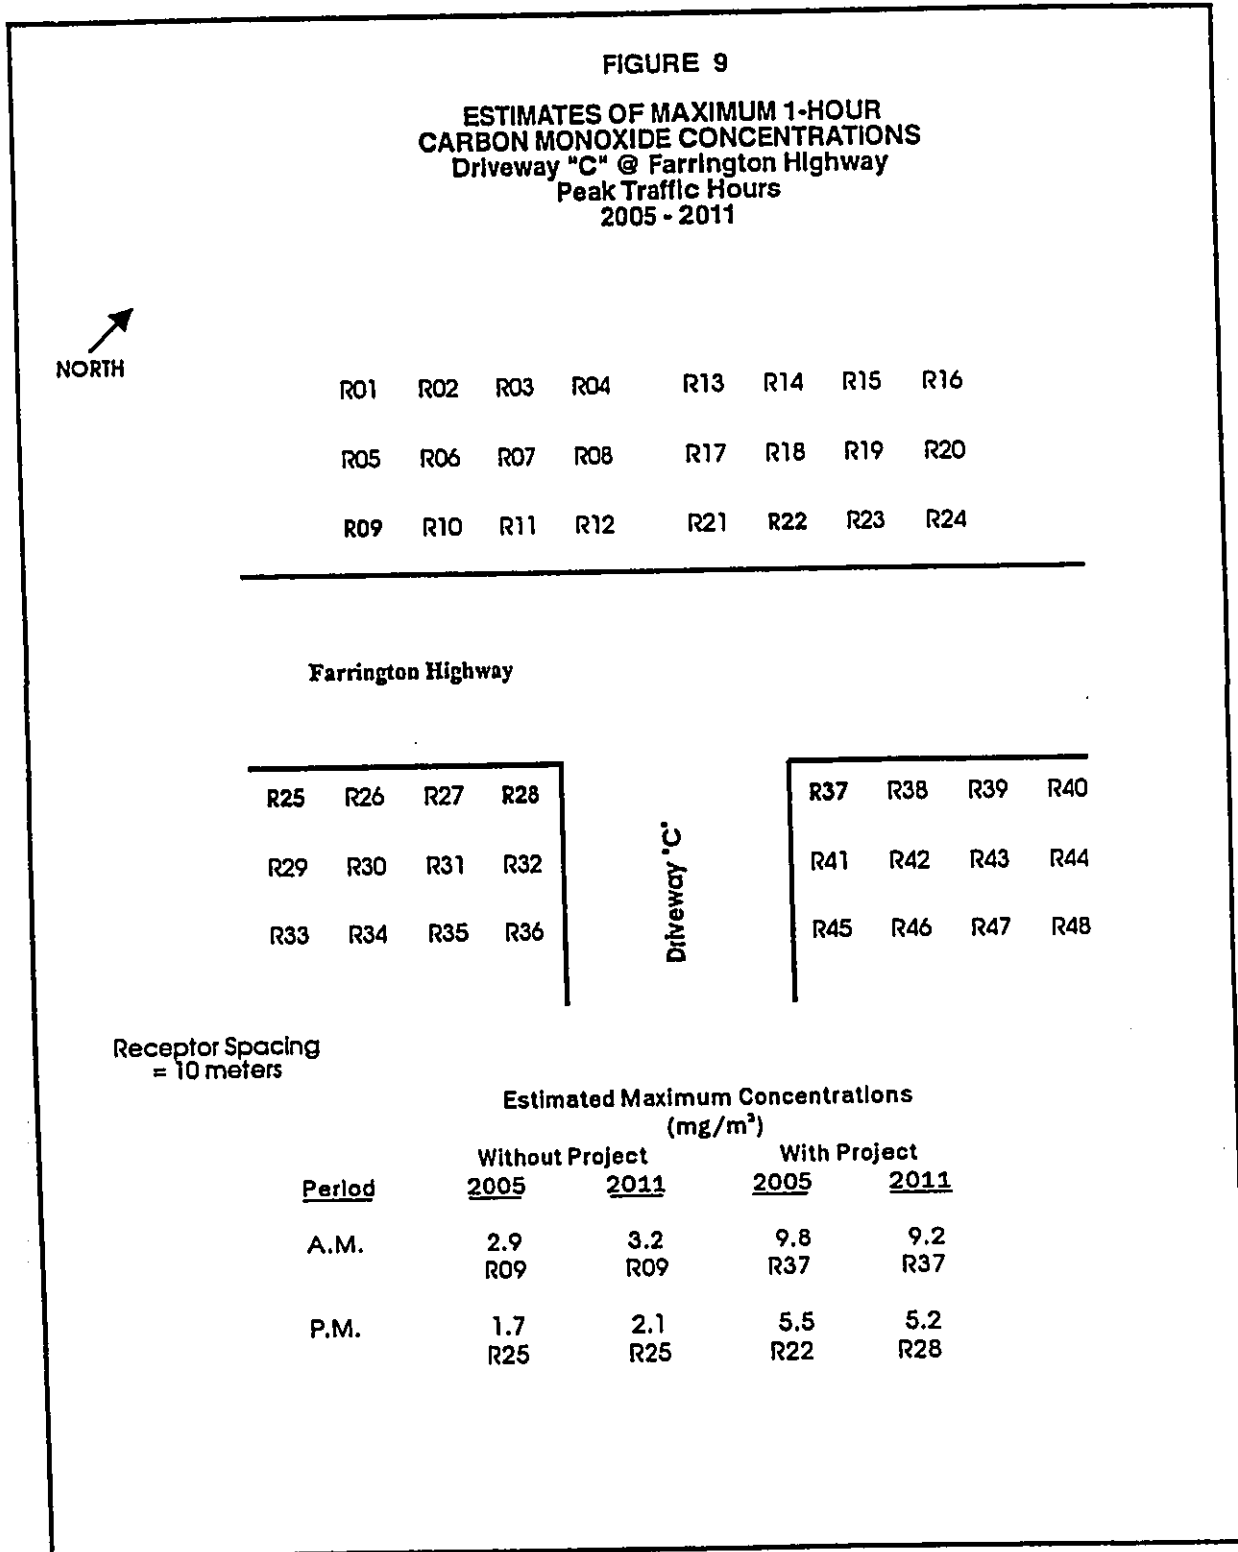 FIGURE 9
ESTIMATES OF MAXIMUM 1-HOUR
CARBON MONOXIDE CONCENTRATIONS
Driveway "C" @ Farrington Highway
Peak Traffic Hours
2005 - 2011
NORTH
R01 R02 R03 R04 R13 R14 R15 R16
R05 R06 R07 R08 R17 R18 R19 R20
R09 R10 R11 R12 R21 R22 R23 R24
Farrington Highway
R25 R26 R27 R28 R37 R38 R39 R40
R29 R30 R31 R32 R41 R42 R43 R44
R33 R34 R35 R36 R45 R46 R47 R48
Driveway "C"
Receptor Spacing
= 10 meters
Estimated Maximum Concentrations
(mg/m³)
Without Project With Project
Period 2005 2011 2005 2011
A.M. 2.9 3.2 9.8 9.2
R09 R09 R37 R37
P.M. 1.7 2.1 5.5 5.2
R25 R25 R22 R28